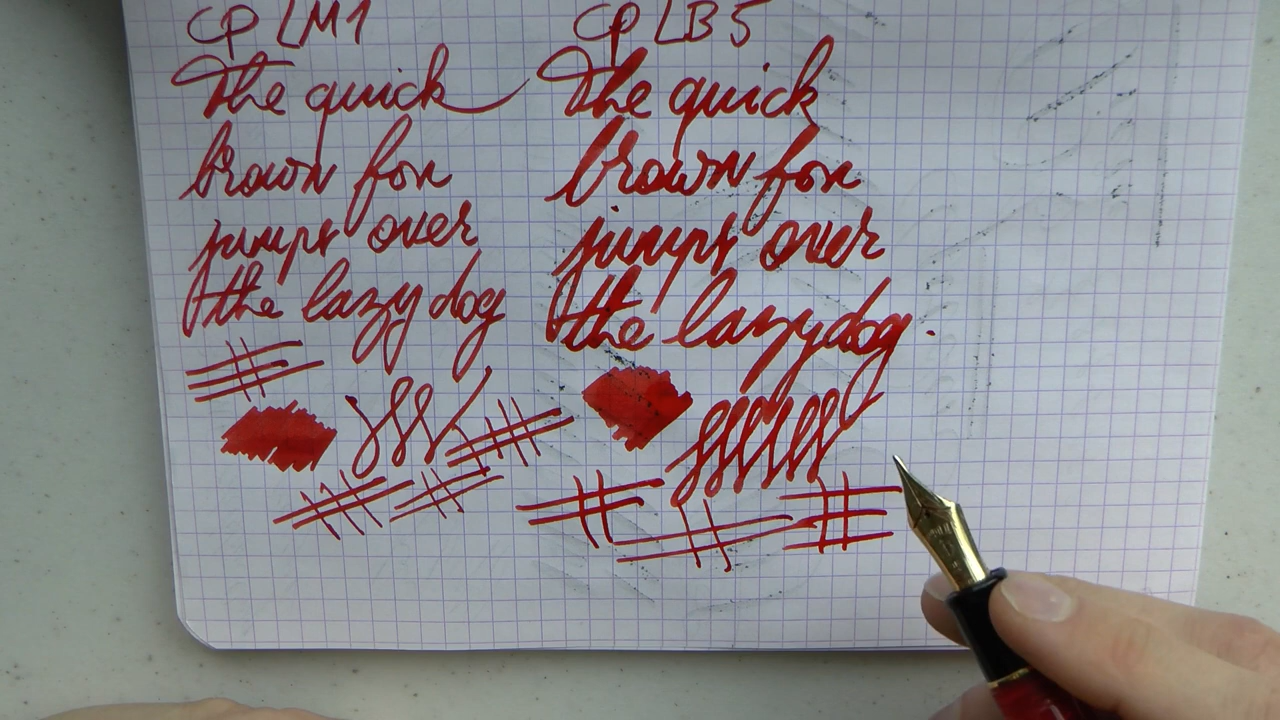 CP LM1
The quick
brown fox
jumps over
the lazy dog
CP LB5
The quick
brown fox
jumps over
the lazy dog.